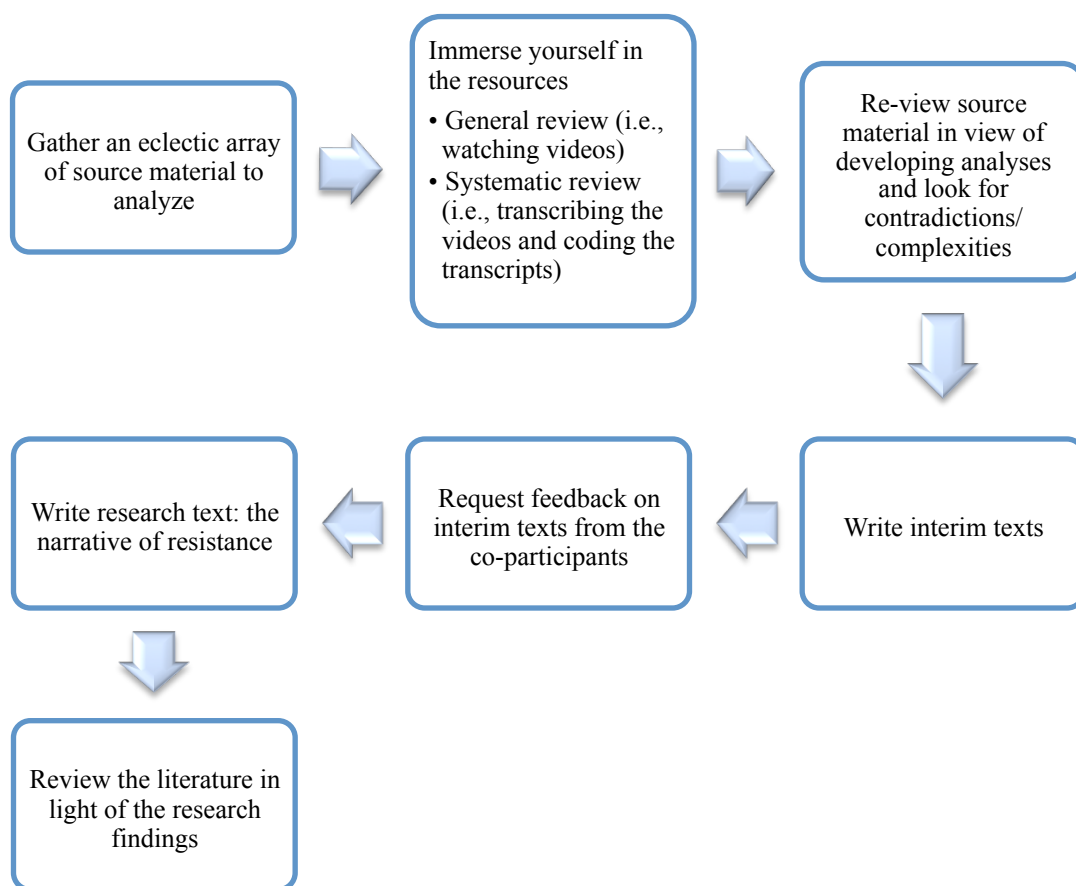 Gather an eclectic array
of source material to
analyze
Immerse yourself in
the resources
• General review (i.e.,
watching videos)
• Systematic review
(i.e., transcribing the
videos and coding the
transcripts)
Re-view source
material in view of
developing analyses
and look for
contradictions/
complexities
Write interim texts
Request feedback on
interim texts from the
co-participants
Write research text: the
narrative of resistance
Review the literature in
light of the research
findings